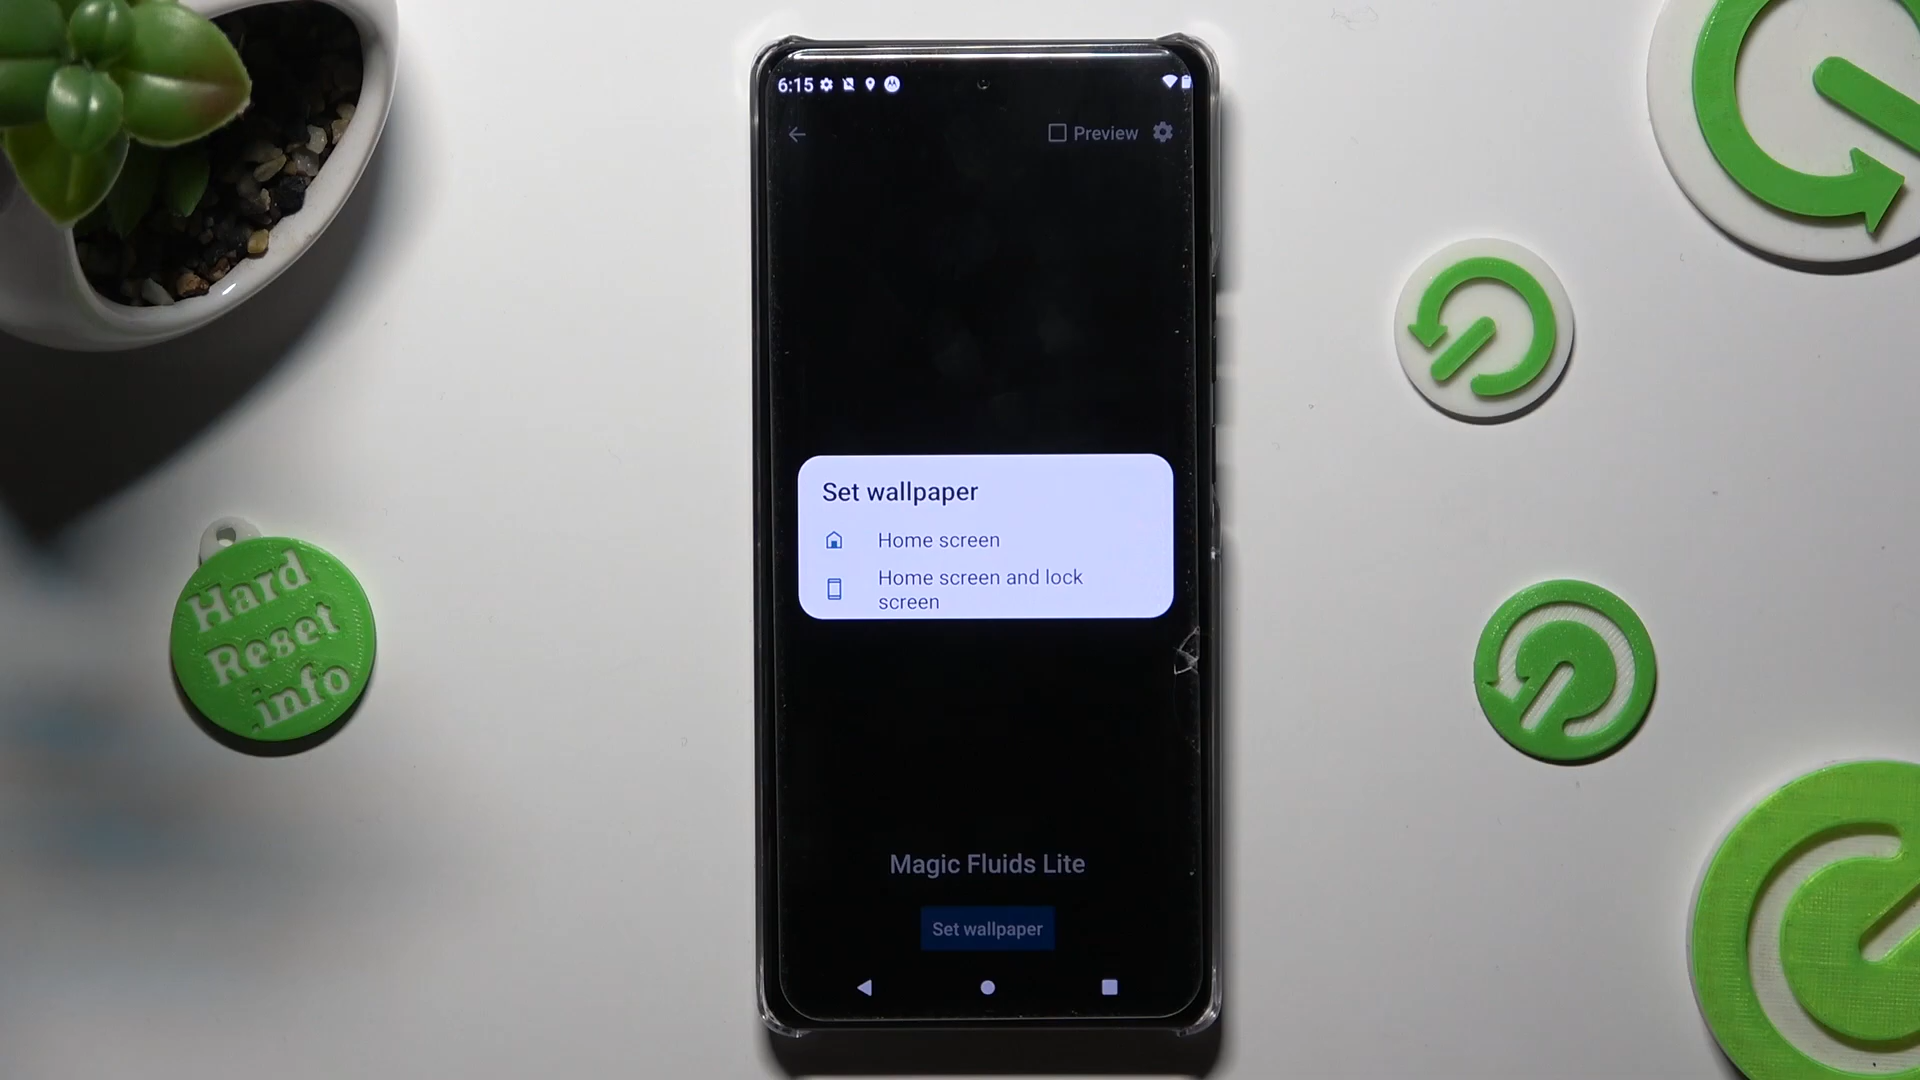 6:15
Preview
Set wallpaper
Home screen
Home screen and lock
screen
Magic Fluids Lite
Set wallpaper
Hard
Reset
.info